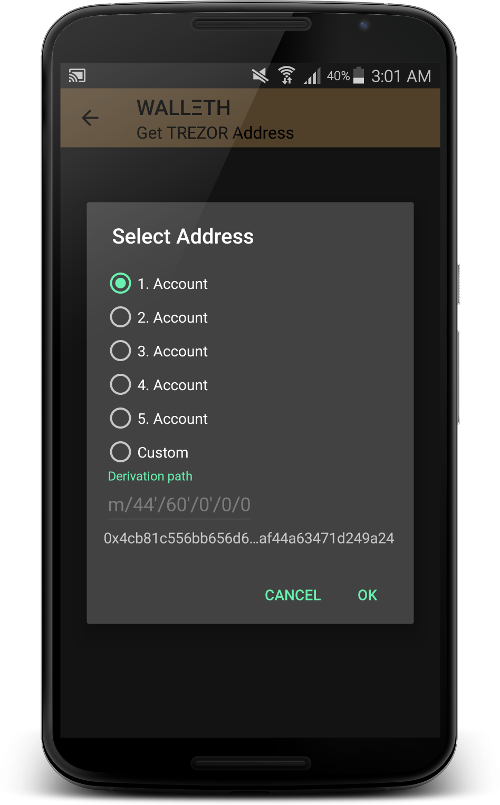 40% 3:01 AM
WALLΞTH
Get TREZOR Address
Select Address
1. Account
2. Account
3. Account
4. Account
5. Account
Custom
Derivation path
m/44'/60'/0'/0/0
0x4cb81c556bb656d6...af44a63471d249a24
CANCEL OK